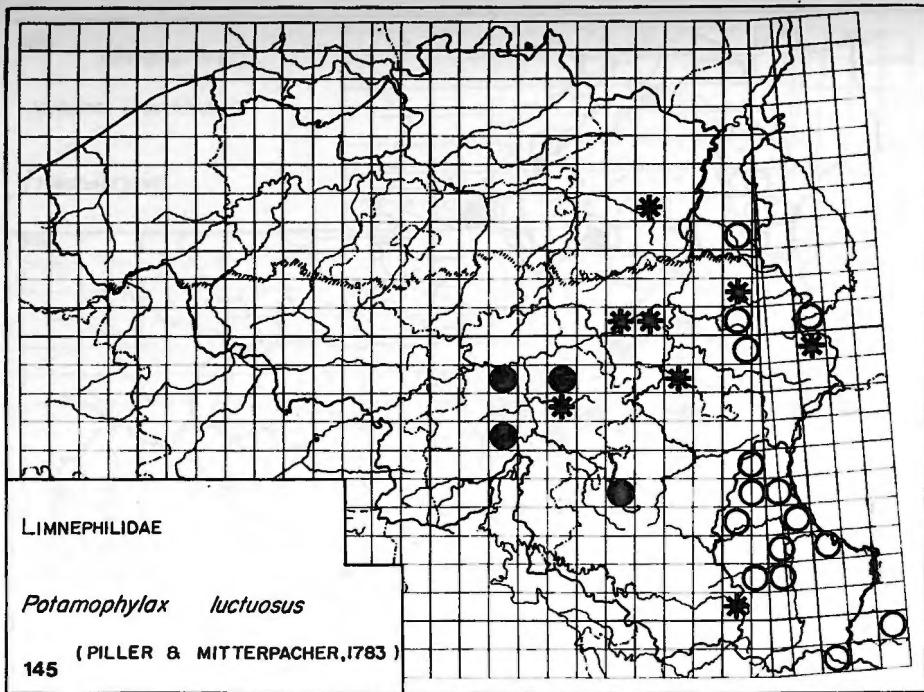 LIMNEPHILIDAE
Potamophylax luctuosus
(PILLER & MITTERPACHER,1783)
145